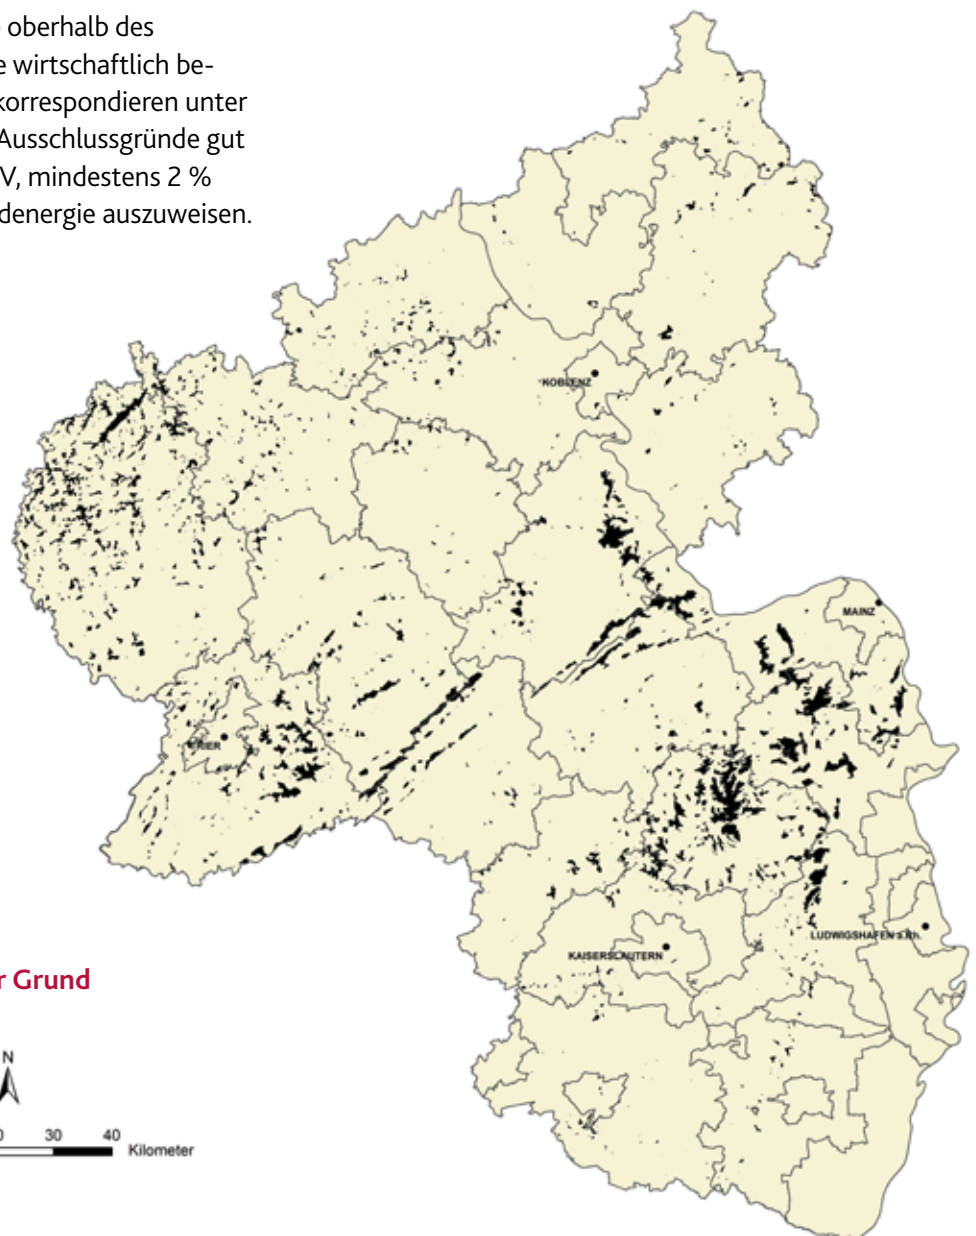 oberhalb des
e wirtschaftlich be-
korrespondieren unter
Ausschlussgründe gut
V, mindestens 2 %
denergie auszuweisen.
KOBLENZ
MAINZ
TRIER
LUDWIGSHAFEN a.Rh.
KAISERSLAUTERN
r Grund
N
0 30 40
Kilometer